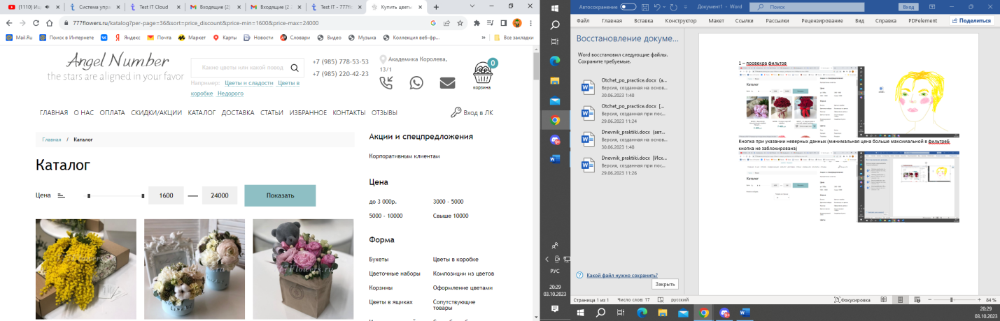 (1110) Ищ
Система упра
Test IT Cloud
Входящие (2)
Входящие (2
Test IT - 777fl
Купить цветы
777flowers.ru/katalog?per-page=36&sort=price_discount&price-min=1600&price-max=24000
Mail.Ru
Поиск в Интернете
Яндекс
Почта
Маркет
Карты
Новости
Словари
Видео
Музыка
Коллекция веб-фр...
Все закладки
Angel Number
the stars are aligned in your favor
Какие цветы или какой повод
Например: Цветы и сладости Цветы в
коробке Недорого
+7 (985) 778-53-53
+7 (985) 220-42-23
Академика Королева,
13/1
0
корзина
ГЛАВНАЯ О НАС ОПЛАТА СКИДКИ/АКЦИИ КАТАЛОГ ДОСТАВКА СТАТЬИ ИЗБРАННОЕ КОНТАКТЫ ОТЗЫВЫ
Вход в ЛК
Главная / Каталог
Каталог
Цена
1600 — 24000
Показать
Акции и спецпредложения
Корпоративным клиентам
Цена
до 3 000р.
3000 - 5000
5000 - 10000
Свыше 10000
Форма
Букеты
Цветы в коробке
Цветочные наборы
Композиции из цветов
Корзины
Оформление цветами
Цветы в ящиках
Сопутствующие
товары
РУС
20:29
03.10.2023
Автосохранение
Документ1 - Word
Поиск
Вход
Файл
Главная
Вставка
Конструктор
Макет
Ссылки
Рассылки
Рецензирование
Вид
Справка
PDFelement
Поделиться
Восстановление докуме...
Word восстановил следующие файлы.
Сохраните требуемые.
Otchet_po_practice.docx (а...
Версия, созданная на основ...
30.06.2023 1:48
Otchet_po_practice.docx [...
Версия, созданная при пос...
29.06.2023 11:24
Dnevnik_praktiki.docx (авт...
Версия, созданная на основ...
30.06.2023 1:48
Dnevnik_praktiki.docx [Исх...
Версия, созданная при пос...
29.06.2023 11:26
Какой файл нужно сохранить?
Закрыть
1 – провекра фильтов
Каталог
Кнопка при указании неверных данных (минимальная цена больше максимальной в фильтреБ
кнопка не заблокирована)
Страница 1 из 1
Число слов: 17
русский
Фокусировка
84 %
20:29
03.10.2023